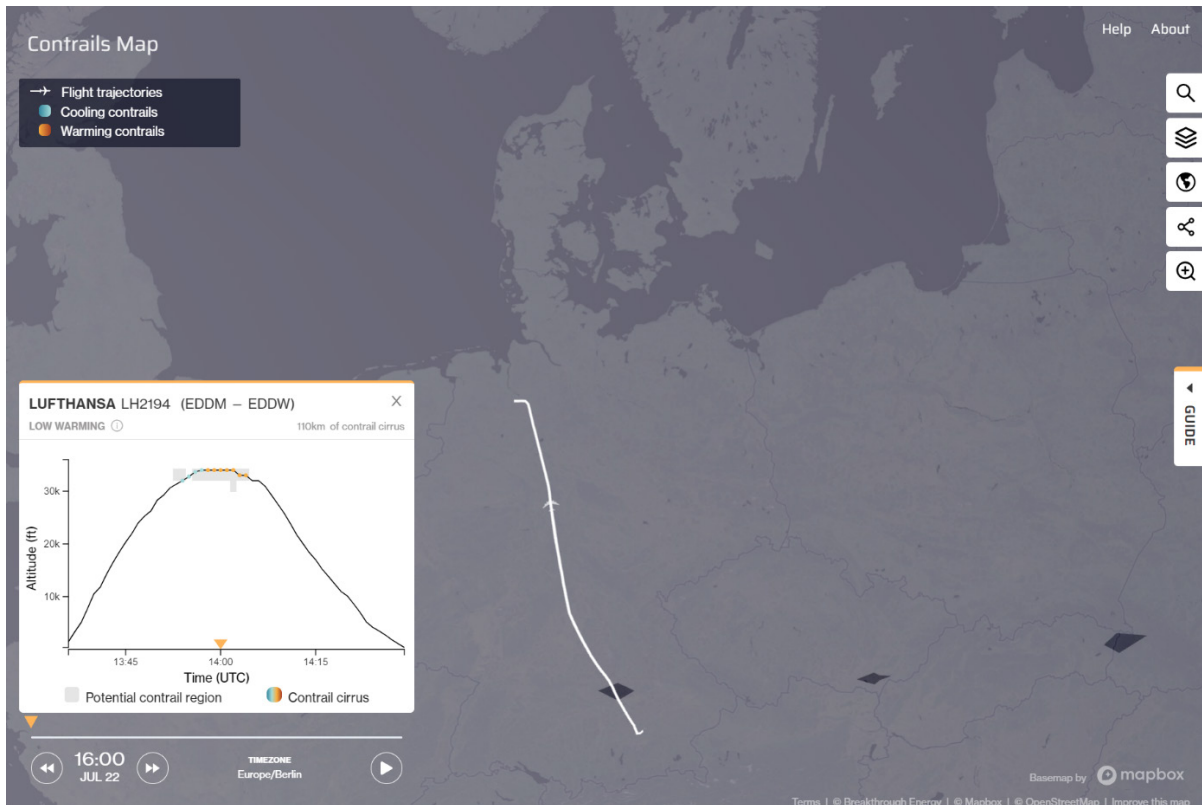 Contrails Map
Help About
Flight trajectories
Cooling contrails
Warming contrails
GUIDE
LUFTHANSA LH2194 (EDDM – EDDW)
LOW WARMING
110km of contrail cirrus
Altitude (ft)
30k
20k
10k
13:45 14:00 14:15
Time (UTC)
Potential contrail region Contrail cirrus
16:00
JUL 22
TIMEZONE
Europe/Berlin
Basemap by mapbox
Terms | © Breakthrough Energy | © Mapbox | © OpenStreetMap | Improve this map